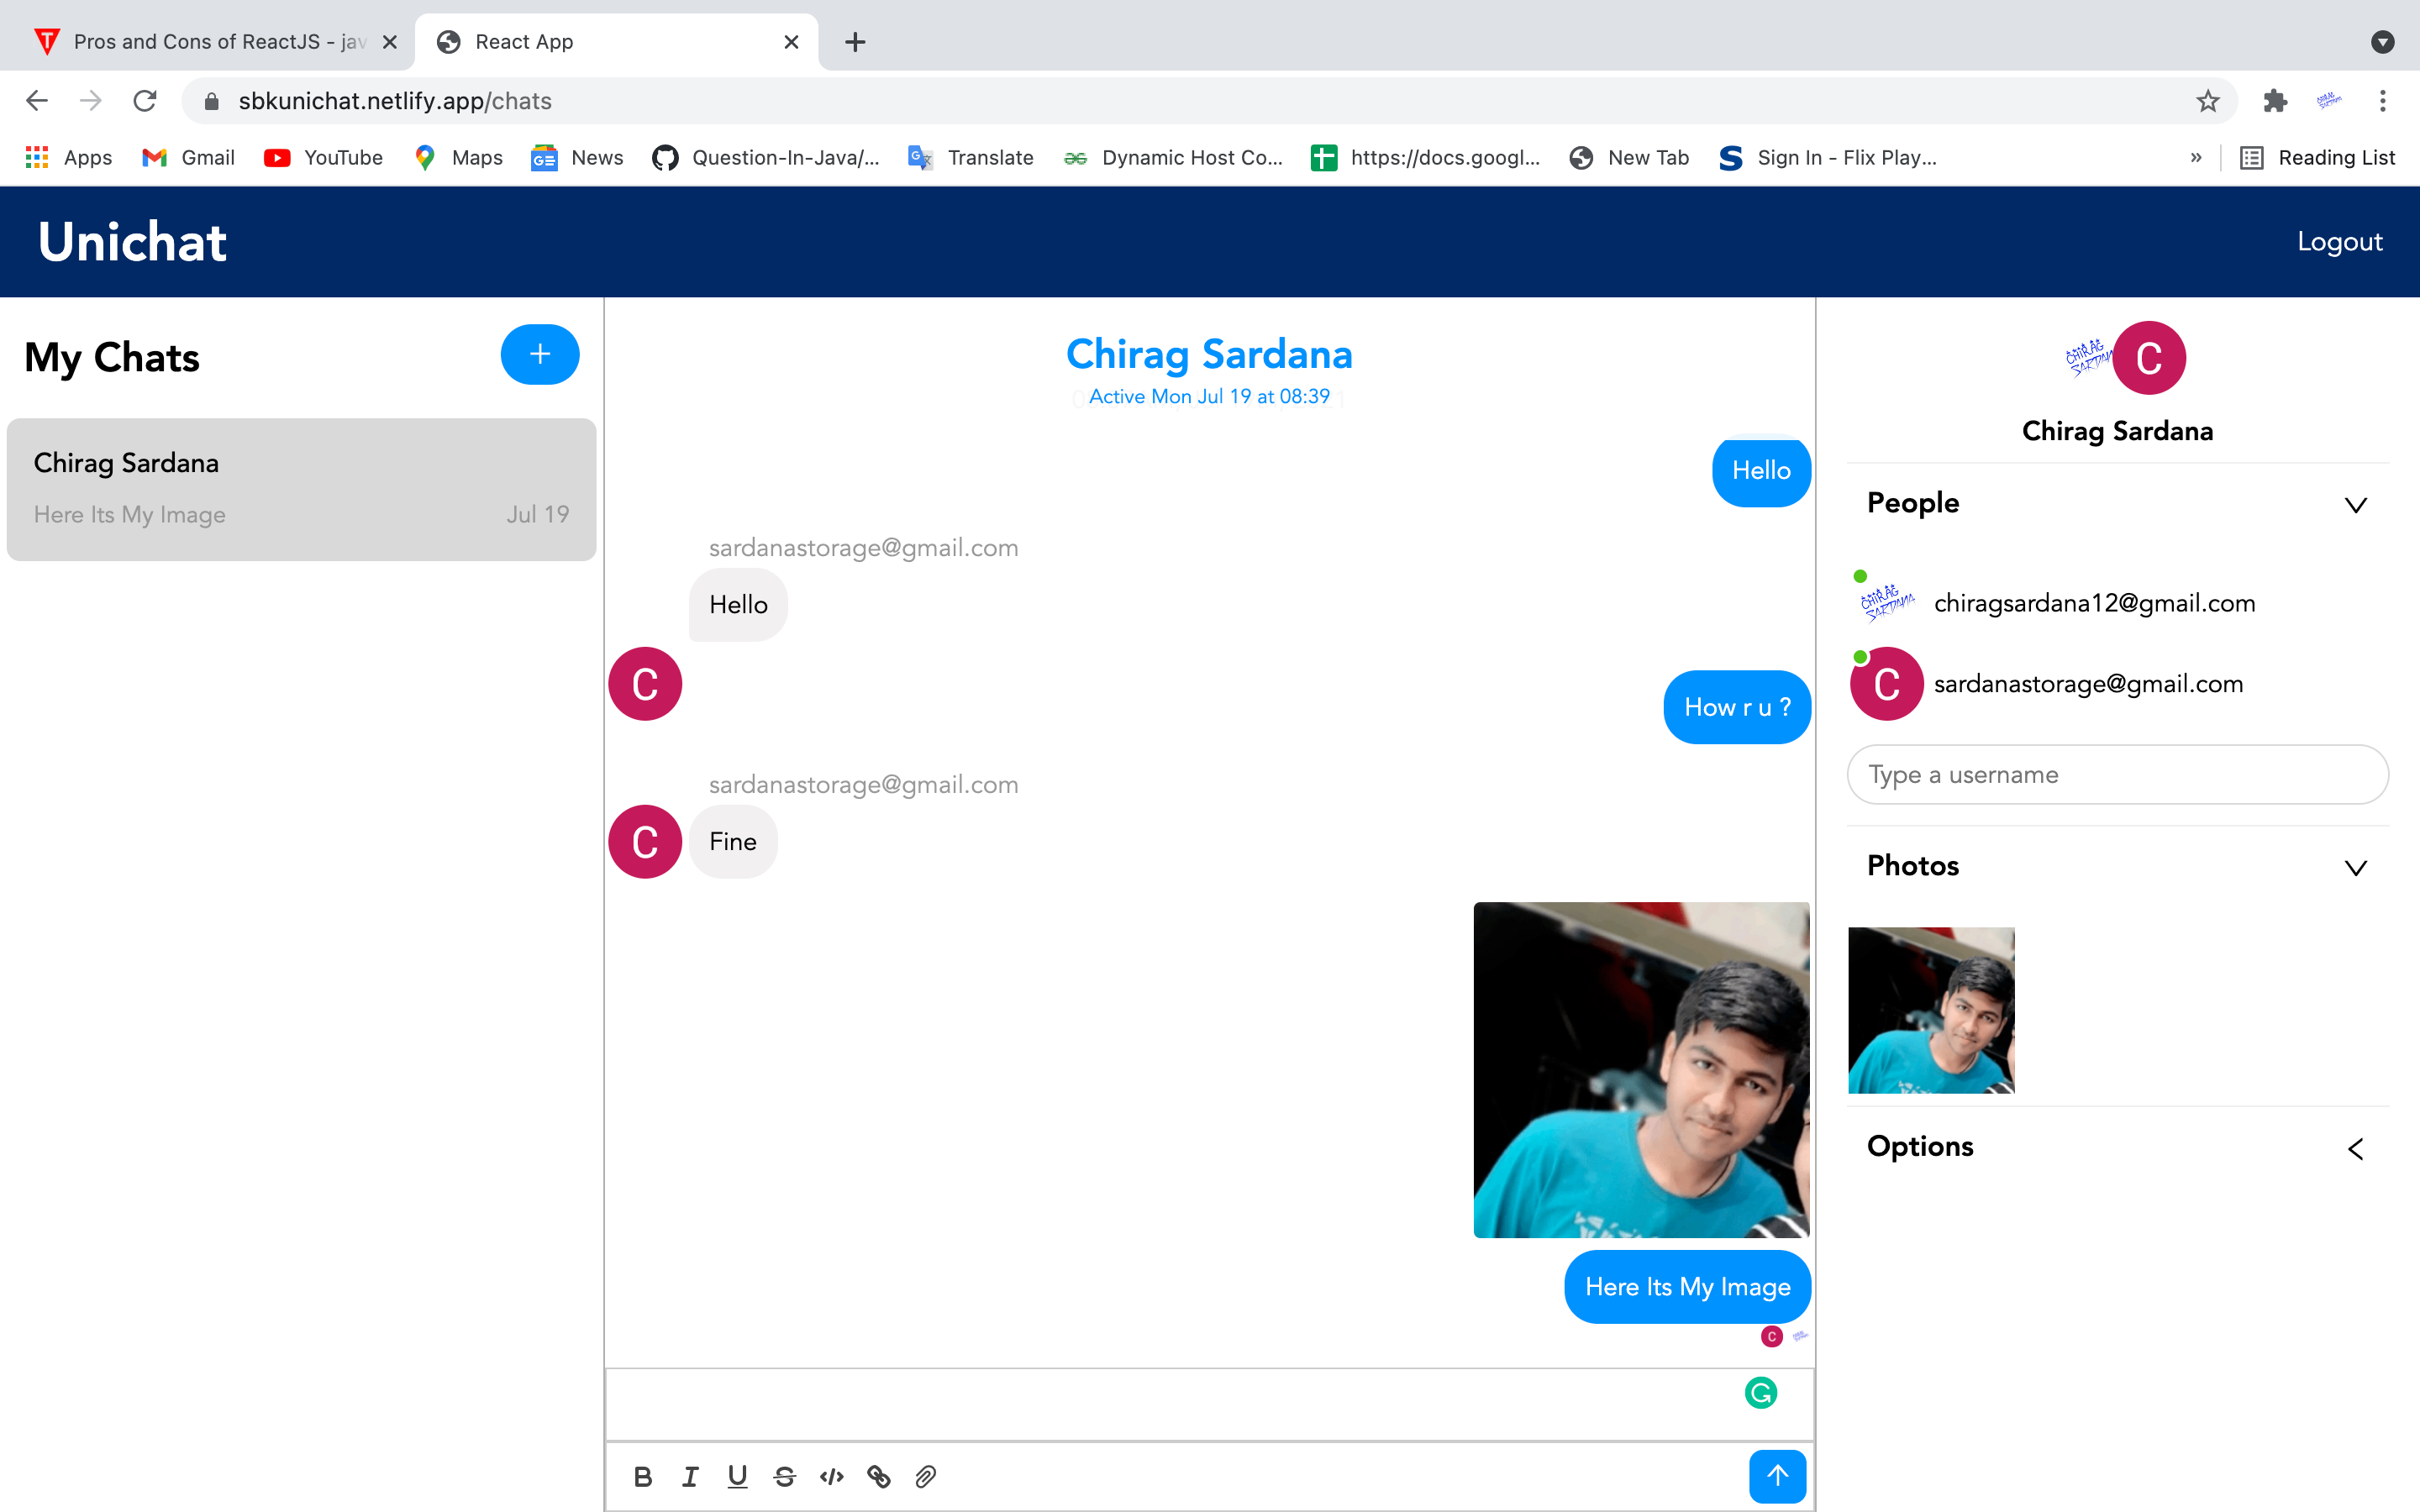 Pros and Cons of ReactJS - jav
React App
sbkunichat.netlify.app/chats
Apps
Gmail
YouTube
Maps
News
Question-In-Java/...
Translate
Dynamic Host Co...
https://docs.googl...
New Tab
Sign In - Flix Play...
»
Reading List
Unichat
Logout
My Chats
+
Chirag Sardana
Here Its My Image
Jul 19
Chirag Sardana
Active Mon Jul 19 at 08:39
Hello
sardanastorage@gmail.com
Hello
C
How r u ?
sardanastorage@gmail.com
C
Fine
Here Its My Image
C
B I U S </>
CHIRAG
SARDANA
C
Chirag Sardana
People
CHIRAG
SARDANA
chiragsardana12@gmail.com
C
sardanastorage@gmail.com
Type a username
Photos
Options